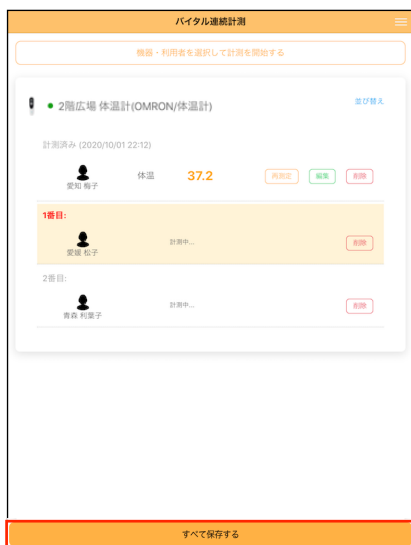 バイタル連続計測
機器・利用者を選択して計測を開始する
2階広場 体温計(OMRON/体温計)
並び替え
計測済み (2020/10/01 22:12)
愛知 梅子
体温
37.2
再測定
編集
削除
1番目:
愛媛 松子
計測中...
削除
2番目:
青森 利葉子
計測中...
削除
すべて保存する